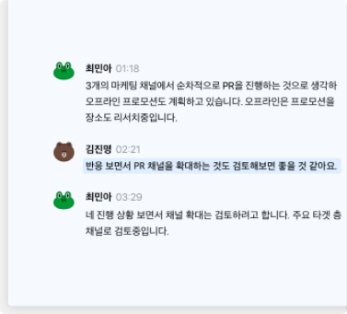 최민아 01:18
3개의 마케팅 채널에서 순차적으로 PR을 진행하는 것으로 생각하
오프라인 프로모션도 계획하고 있습니다. 오프라인은 프로모션을
장소도 리서치중입니다.
김진명 02:21
반응 보면서 PR 채널을 확대하는 것도 검토해보면 좋을 것 같아요.
최민아 03:29
네 진행 상황 보면서 채널 확대는 검토하려고 합니다. 주요 타겟 층
채널로 검토중입니다.